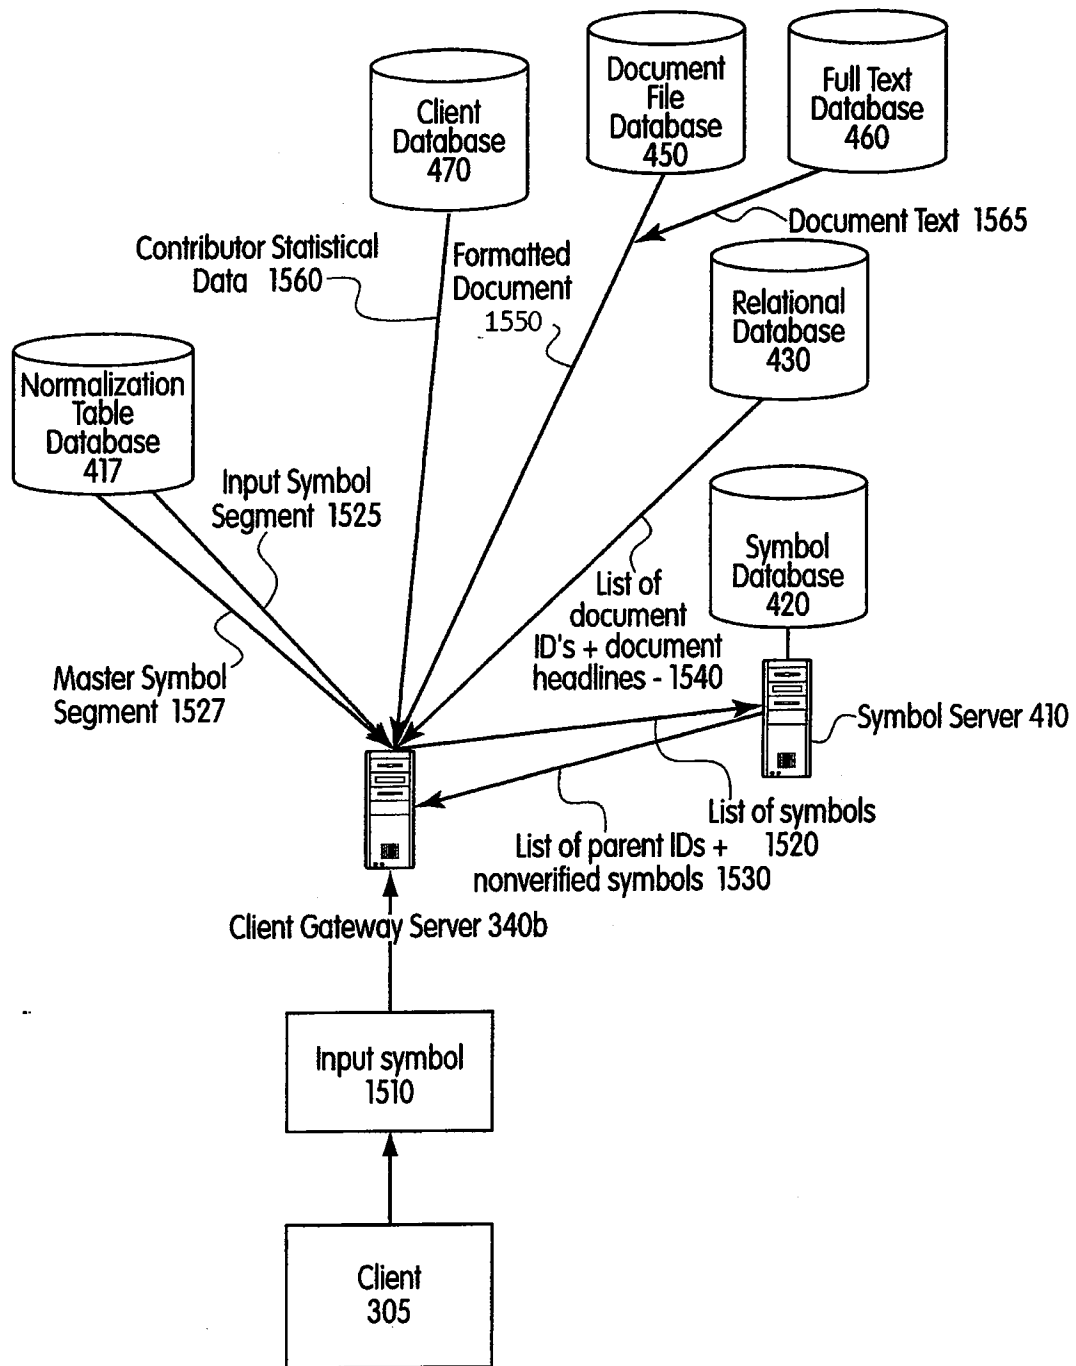 Client
Database
470
Document
File
Database
450
Full Text
Database
460
Document Text 1565
Contributor Statistical
Data 1560
Formatted
Document
1550
Relational
Database
430
Normalization
Table
Database
417
Input Symbol
Segment 1525
Symbol
Database
420
List of
document
ID's + document
headlines - 1540
Master Symbol
Segment 1527
Symbol Server 410
List of symbols
1520
List of parent IDs +
nonverified symbols 1530
Client Gateway Server 340b
Input symbol
1510
Client
305